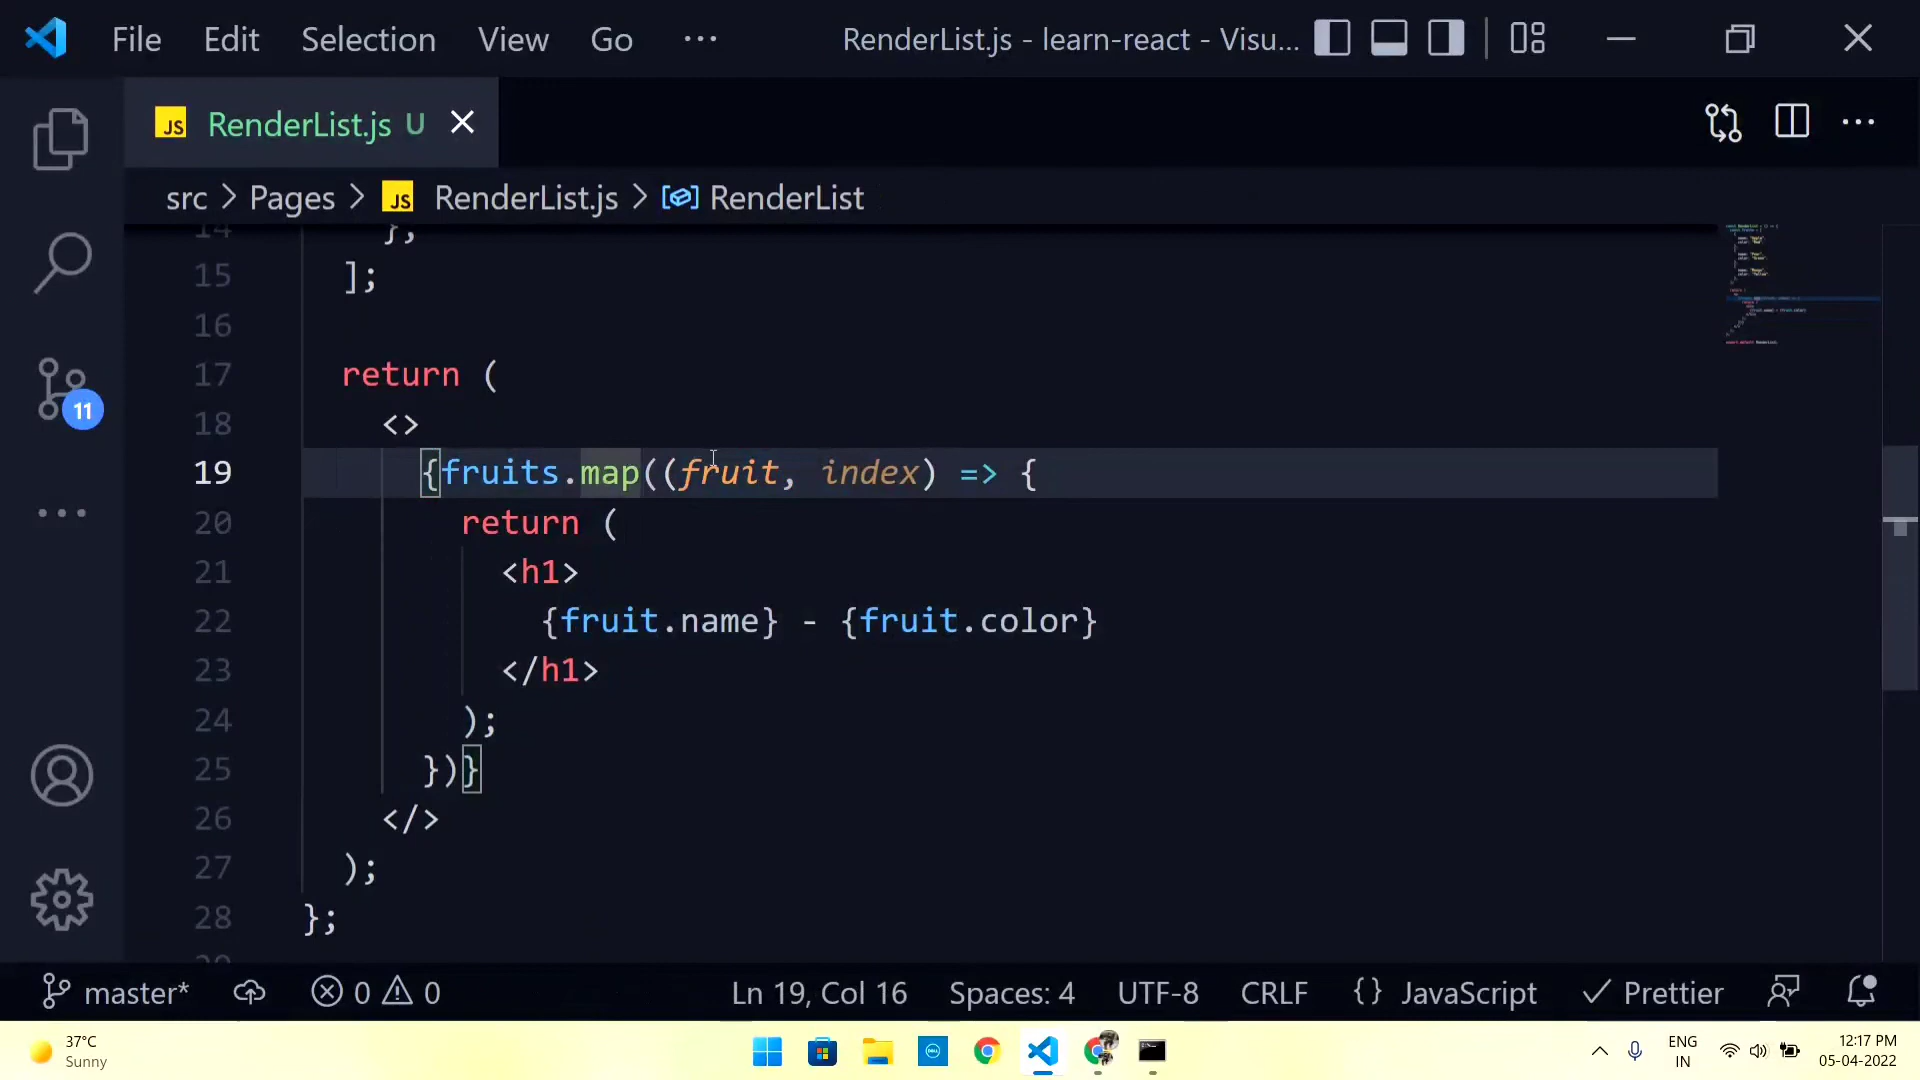 File Edit Selection View Go ··· RenderList.js - learn-react - Visu...
JS RenderList.js U
src > Pages > JS RenderList.js > RenderList
14 },
15 ];
16
17 return (
18 <>
19 {fruits.map((fruit, index) => {
20 return (
21 <h1>
22 {fruit.name} - {fruit.color}
23 </h1>
24 );
25 })}
26 </>
27 );
28 };
11
master* 0 0 Ln 19, Col 16 Spaces: 4 UTF-8 CRLF {} JavaScript Prettier
37°C
Sunny
ENG
IN
12:17 PM
05-04-2022